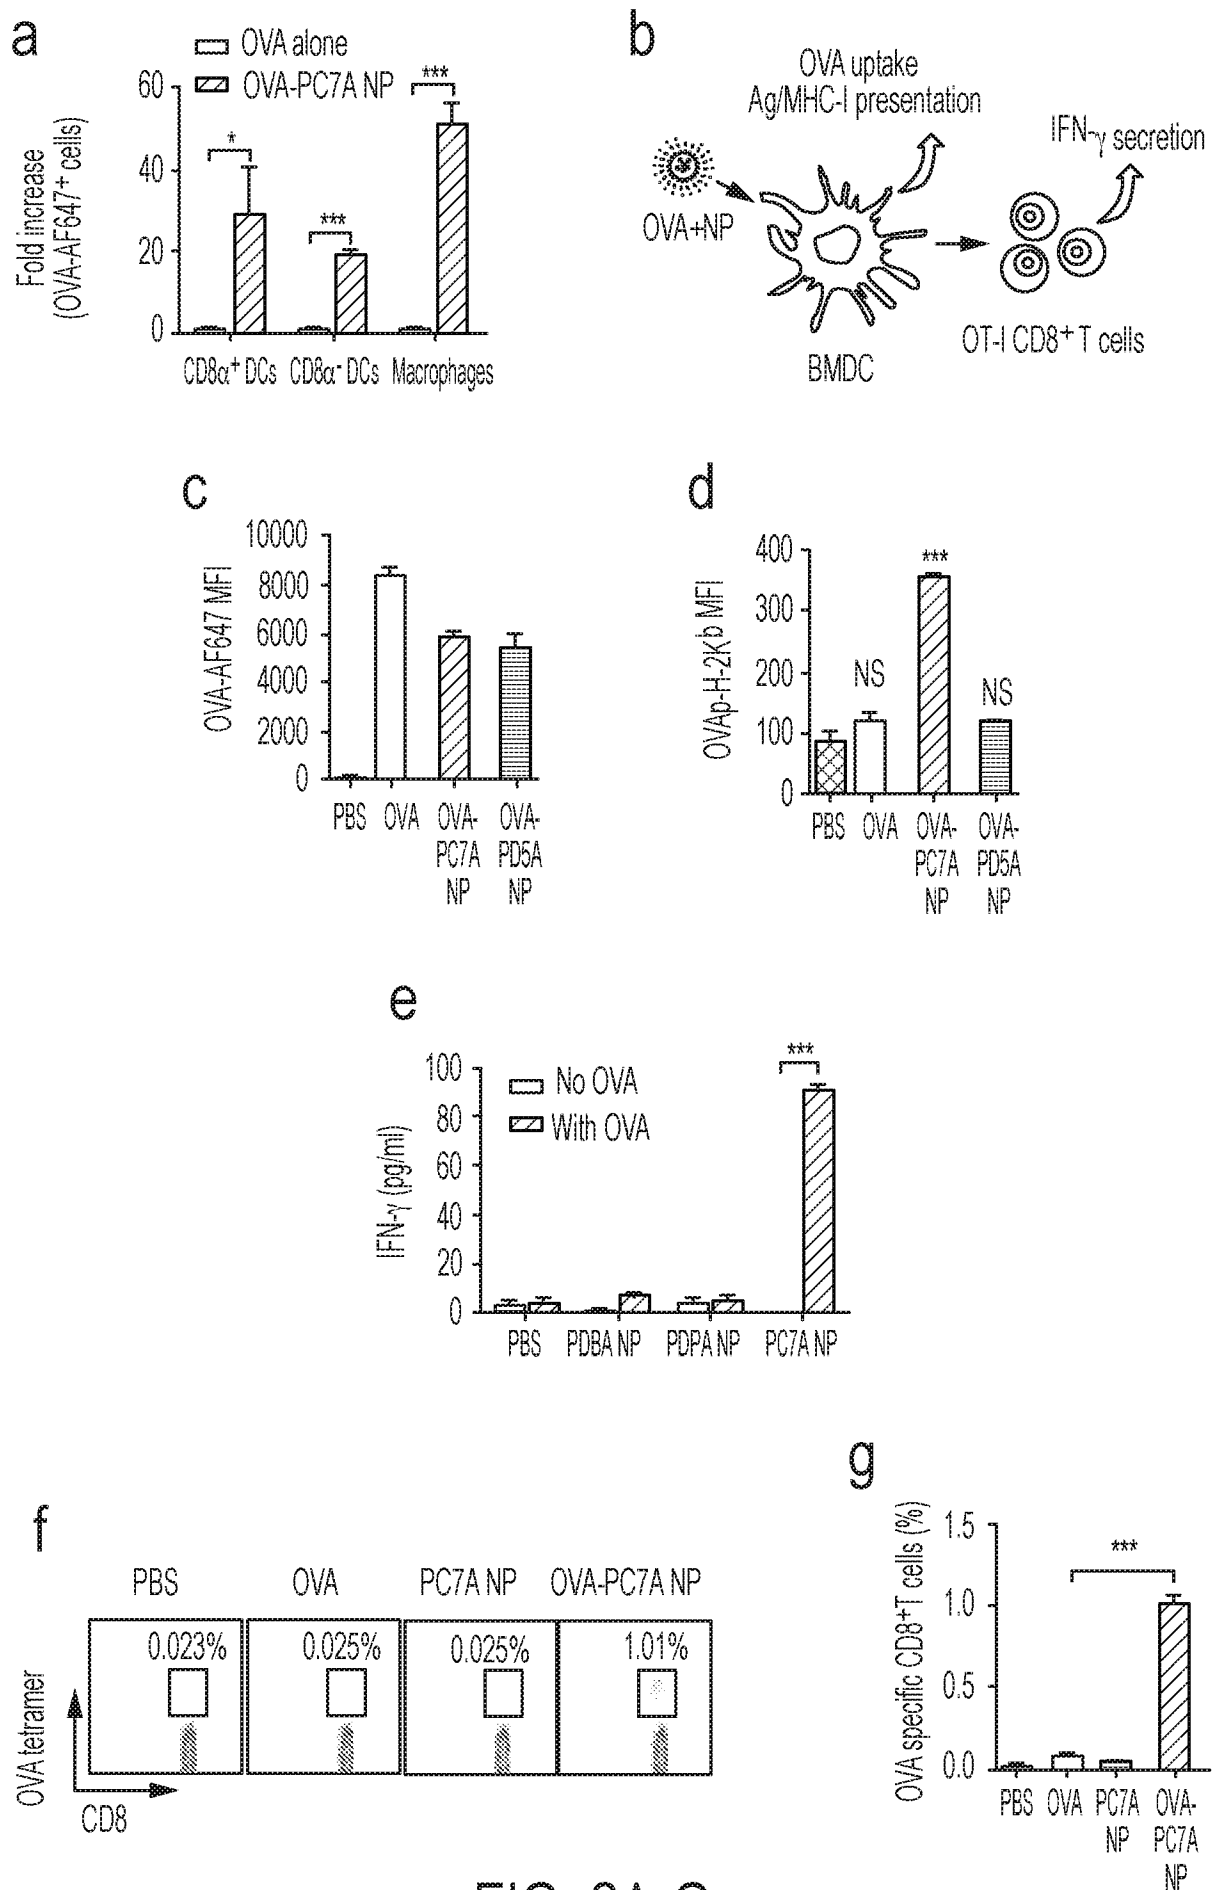 a
OVA alone
OVA-PC7A NP
Fold increase
(OVA-AF647⁺ cells)
60
40
20
0
*
***
***
CD8α⁺ DCs
CD8α⁻ DCs
Macrophages
b
OVA uptake
Ag/MHC-I presentation
IFN-γ secretion
OVA+NP
BMDC
OT-I CD8⁺ T cells
c
OVA-AF647 MFI
10000
8000
6000
4000
2000
0
PBS
OVA
OVA-
PC7A
NP
OVA-
PD5A
NP
d
OVAp-H-2Kᵇ MFI
400
300
200
100
0
NS
***
NS
PBS
OVA
OVA-
PC7A
NP
OVA-
PD5A
NP
e
IFN-γ (pg/ml)
100
80
60
40
20
0
No OVA
With OVA
***
PBS
PDBA NP
PDPA NP
PC7A NP
f
PBS
OVA
PC7A NP
OVA-PC7A NP
0.023%
0.025%
0.025%
1.01%
OVA tetramer
CD8
g
OVA specific CD8⁺T cells (%)
1.5
1.0
0.5
0.0
***
PBS
OVA
PC7A
NP
OVA-
PC7A
NP